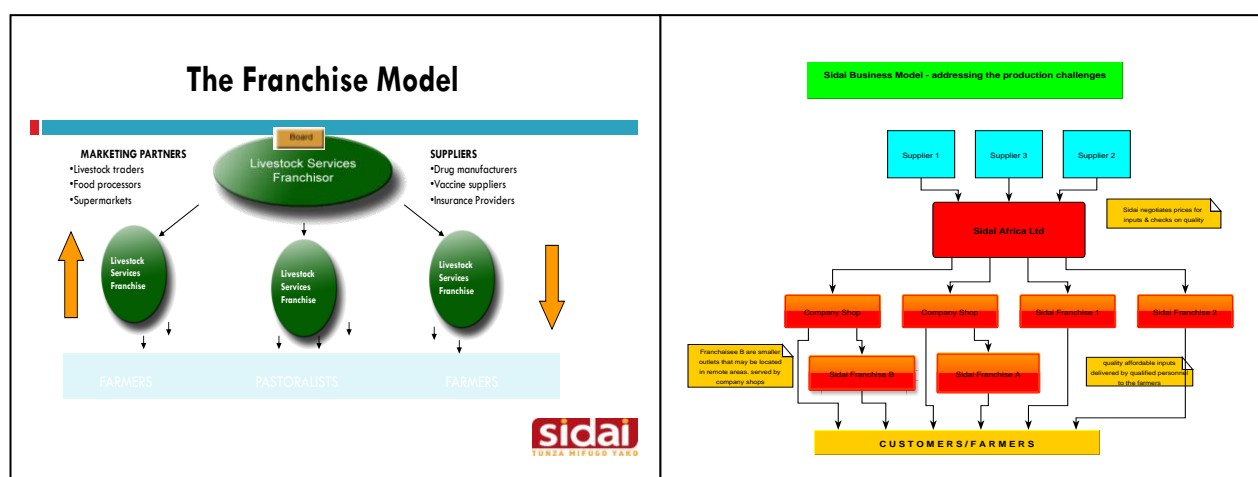 The Franchise Model
Board
MARKETING PARTNERS
•Livestock traders
•Food processors
•Supermarkets
Livestock Services
Franchisor
SUPPLIERS
•Drug manufacturers
•Vaccine suppliers
•Insurance Providers
Livestock
Services
Franchise
Livestock
Services
Franchise
Livestock
Services
Franchise
FARMERS
PASTORALISTS
FARMERS
sidai
TUNZA MIFUGO YAKO
Sidai Business Model - addressing the production challenges
Supplier 1
Supplier 3
Supplier 2
Sidai negotiates prices for
inputs & checks on quality
Sidai Africa Ltd
Company Shop
Company Shop
Sidai Franchise 1
Sidai Franchise 2
Franchaisee B are smaller
outlets that may be located
in remote areas. served by
company shops
Sidai Franchise B
Sidai Franchise A
quality affordable inputs
delivered by qualified personnel
to the farmers
CUSTOMERS/FARMERS